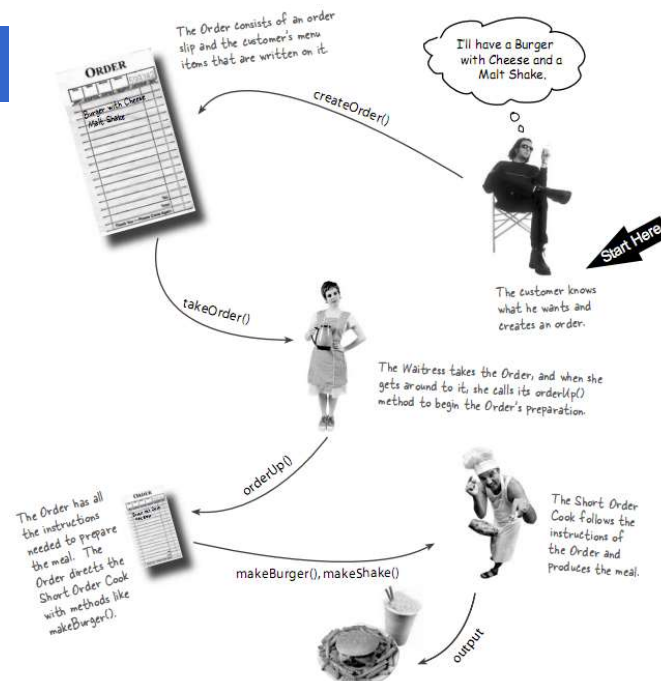 The Order consists of an order
slip and the customer's menu
items that are written on it.
ORDER
Burger with Cheese
Malt Shake
I'll have a Burger
with Cheese and a
Malt Shake.
createOrder()
Start Here
The customer knows
what he wants and
creates an order.
takeOrder()
The Waitress takes the Order, and when she
gets around to it, she calls its orderUp()
method to begin the Order's preparation.
orderUp()
The Order has all
the instructions
needed to prepare
the meal. The
Order directs the
Short Order Cook
with methods like
makeBurger().
ORDER
makeBurger(), makeShake()
The Short Order
Cook follows the
instructions of
the Order and
produces the meal.
output